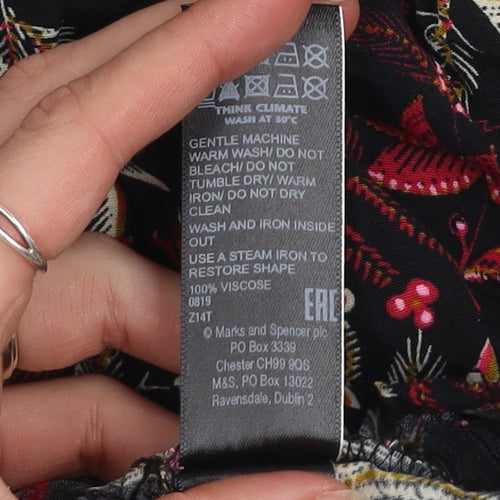 THINK CLIMATE
WASH AT 30°C
GENTLE MACHINE
WARM WASH/ DO NOT
BLEACH/ DO NOT
TUMBLE DRY/ WARM
IRON/ DO NOT DRY
CLEAN
WASH AND IRON INSIDE
OUT
USE A STEAM IRON TO
RESTORE SHAPE
100% VISCOSE
0819
Z14T
EAC
© Marks and Spencer plc
PO Box 3339
Chester CH99 9QS
M&S, PO Box 13022
Ravensdale, Dublin 2